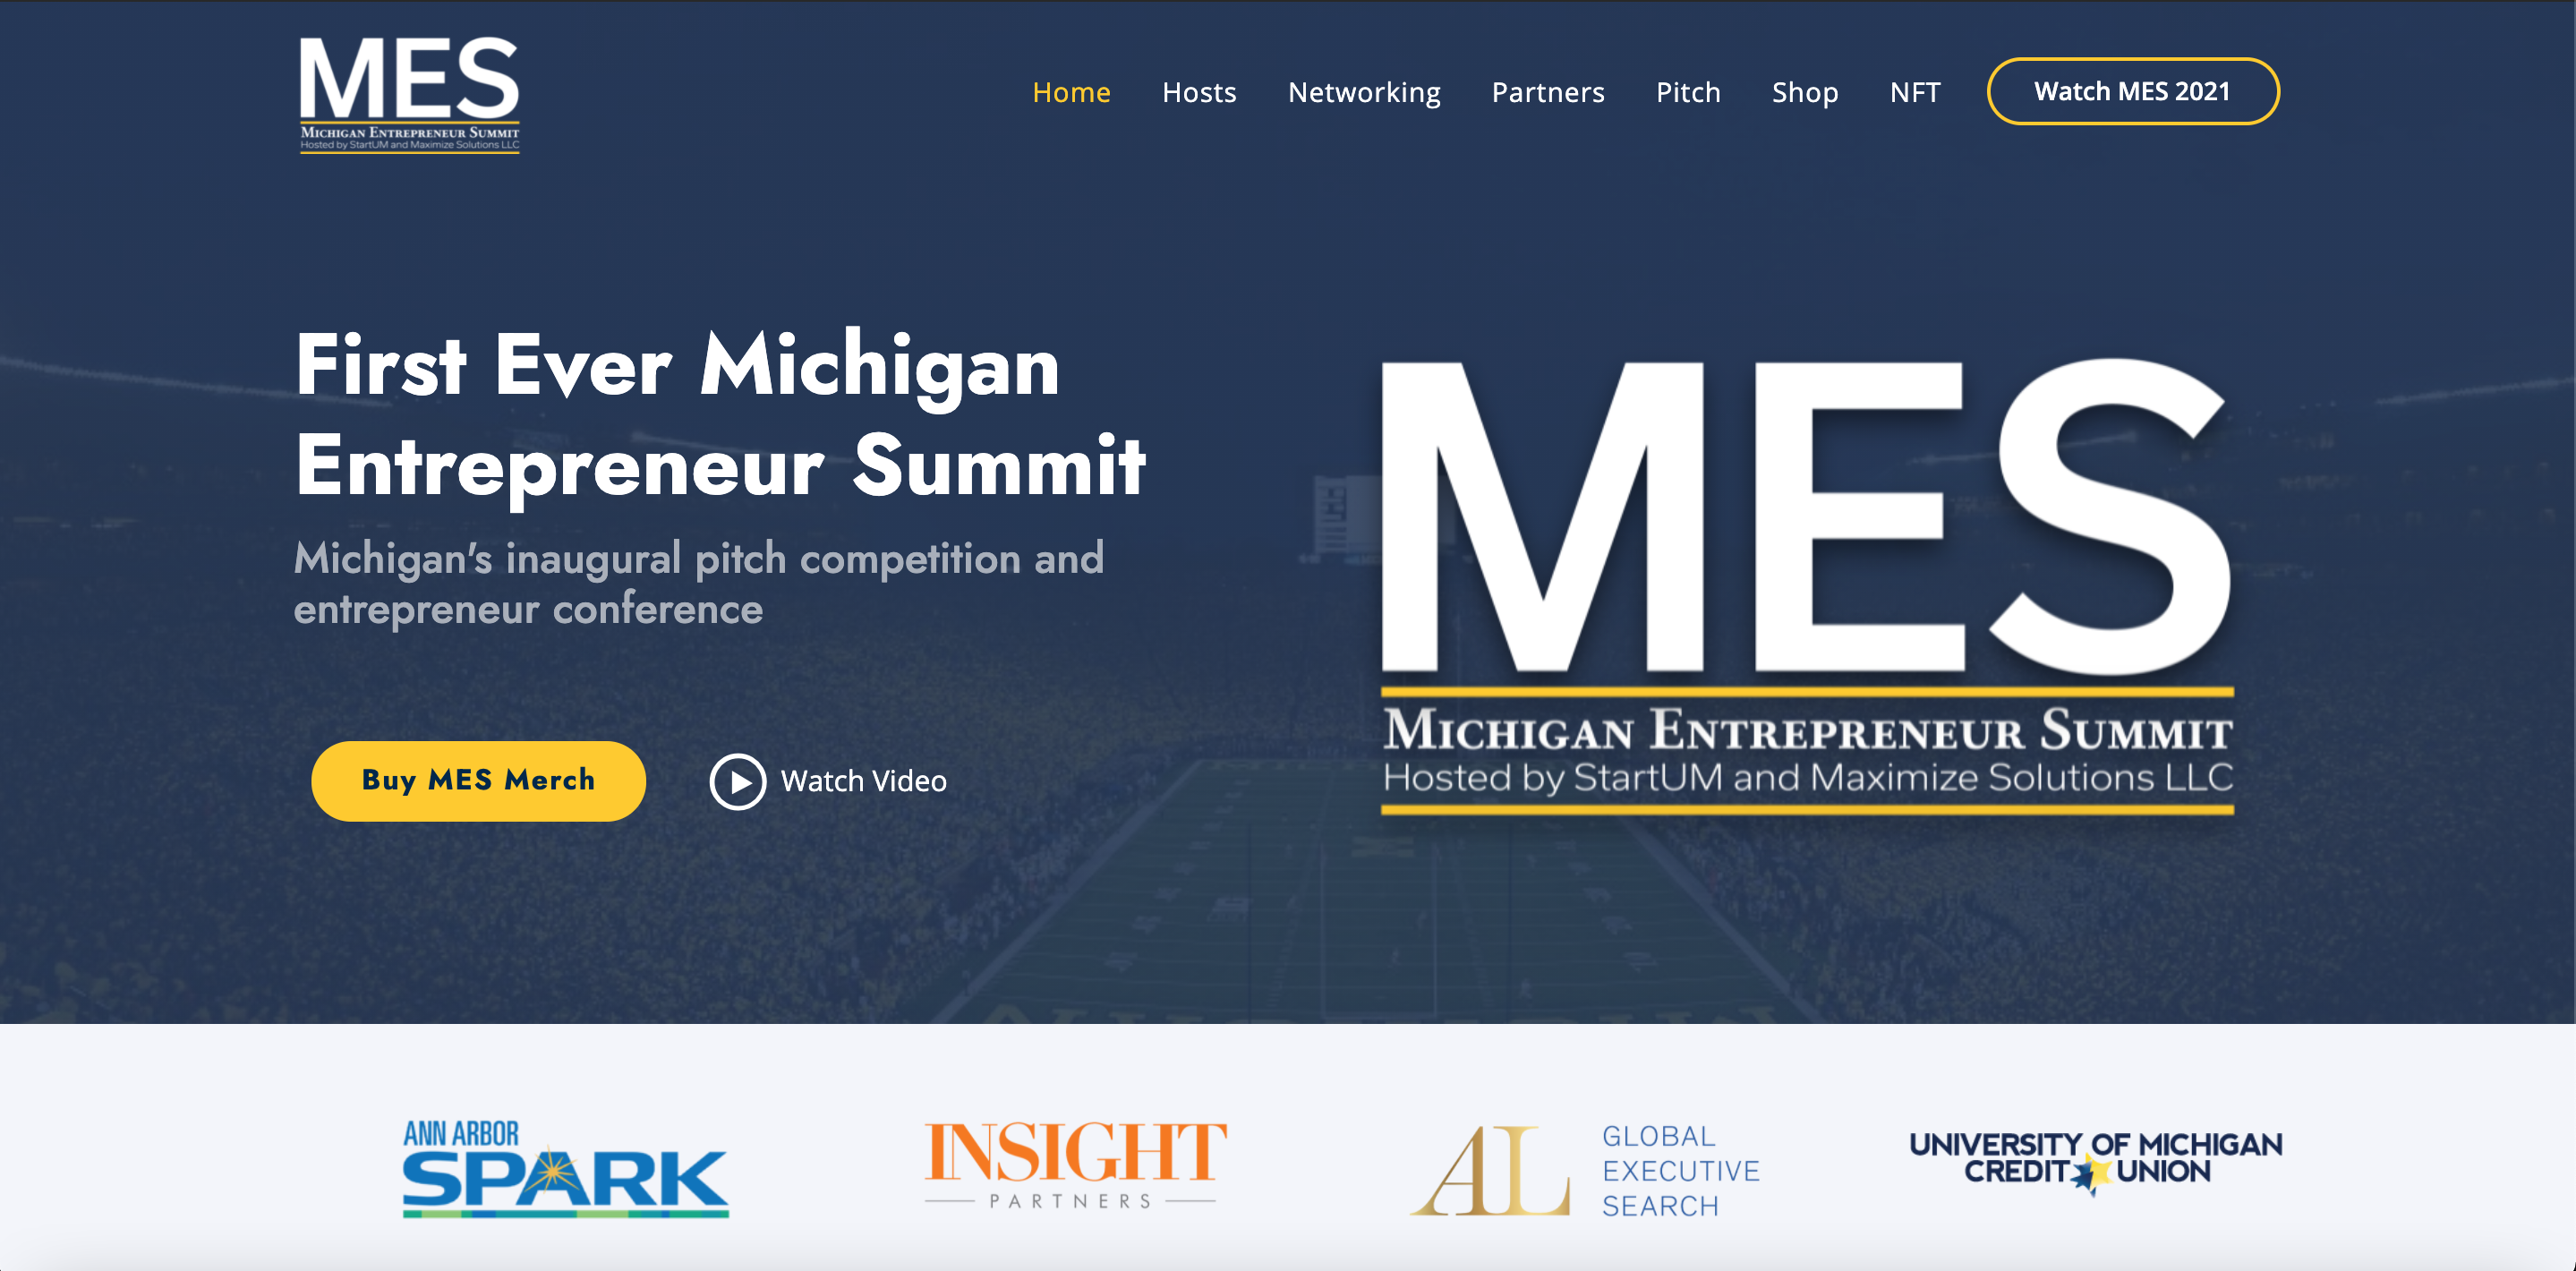 MES
Michigan Entrepreneur Summit
Hosted by StartUM and Maximize Solutions LLC
Home
Hosts
Networking
Partners
Pitch
Shop
NFT
Watch MES 2021
First Ever Michigan
Entrepreneur Summit
Michigan's inaugural pitch competition and
entrepreneur conference
Buy MES Merch
Watch Video
MES
Michigan Entrepreneur Summit
Hosted by StartUM and Maximize Solutions LLC
ANN ARBOR
SPARK
INSIGHT
PARTNERS
AL
GLOBAL
EXECUTIVE
SEARCH
UNIVERSITY OF MICHIGAN
CREDIT UNION